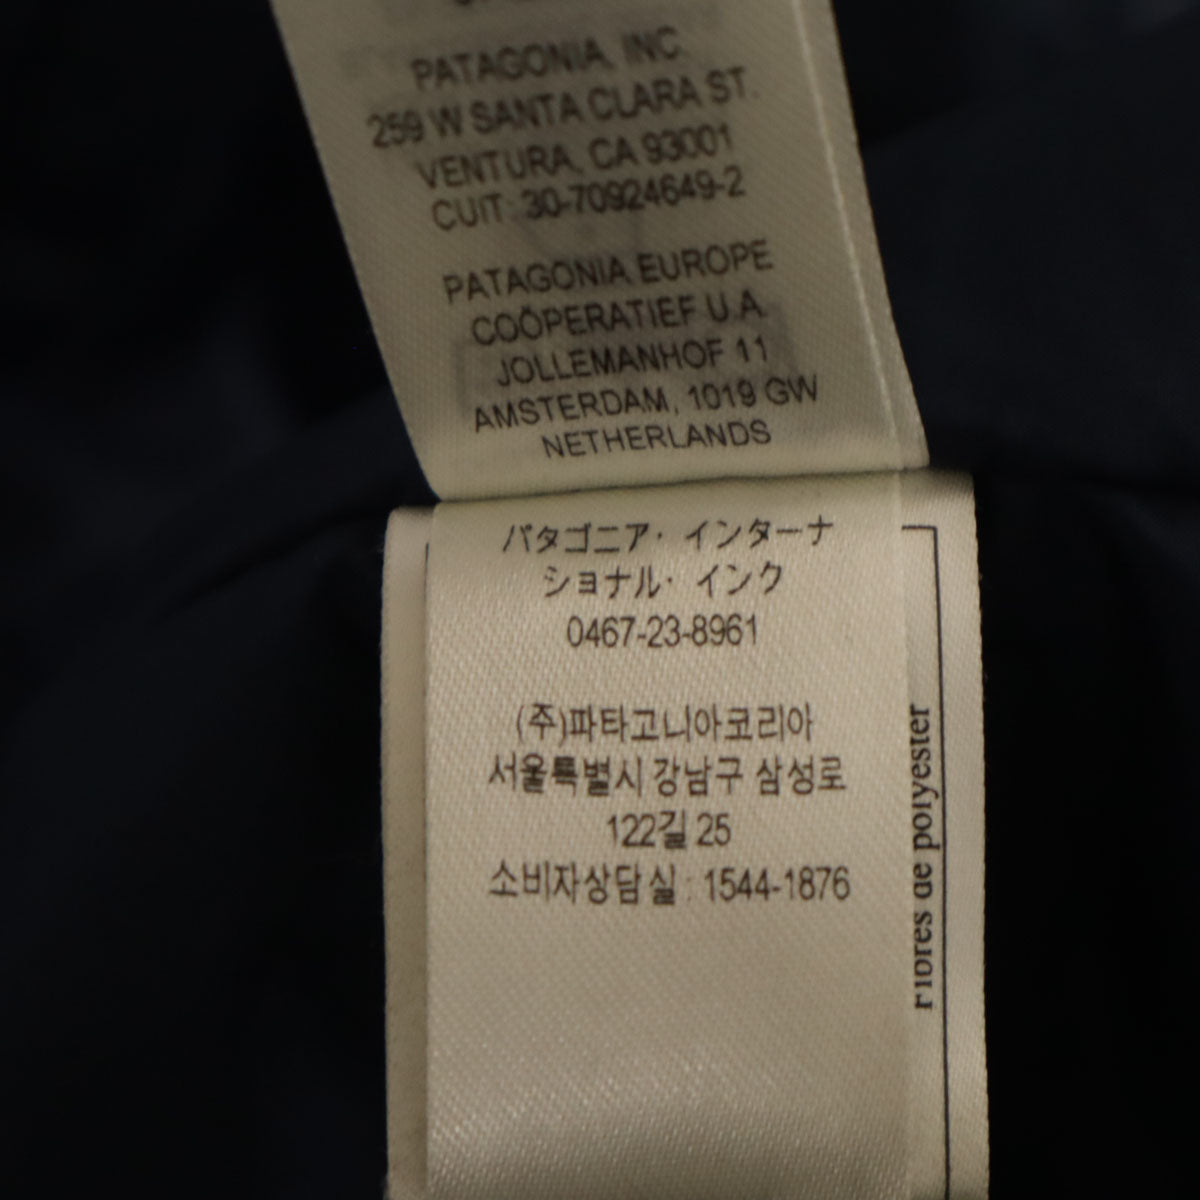 PATAGONIA, INC.
259 W SANTA CLARA ST.
VENTURA, CA 93001
CUIT: 30-70924649-2
PATAGONIA EUROPE
COÖPERATIEF U.A.
JOLLEMANHOF 11
AMSTERDAM, 1019 GW
NETHERLANDS
パタゴニア・インターナ
ショナル・インク
0467-23-8961
(주)파타고니아코리아
서울특별시 강남구 삼성로
122길 25
소비자상담실 : 1544-1876
Fibres de polyester